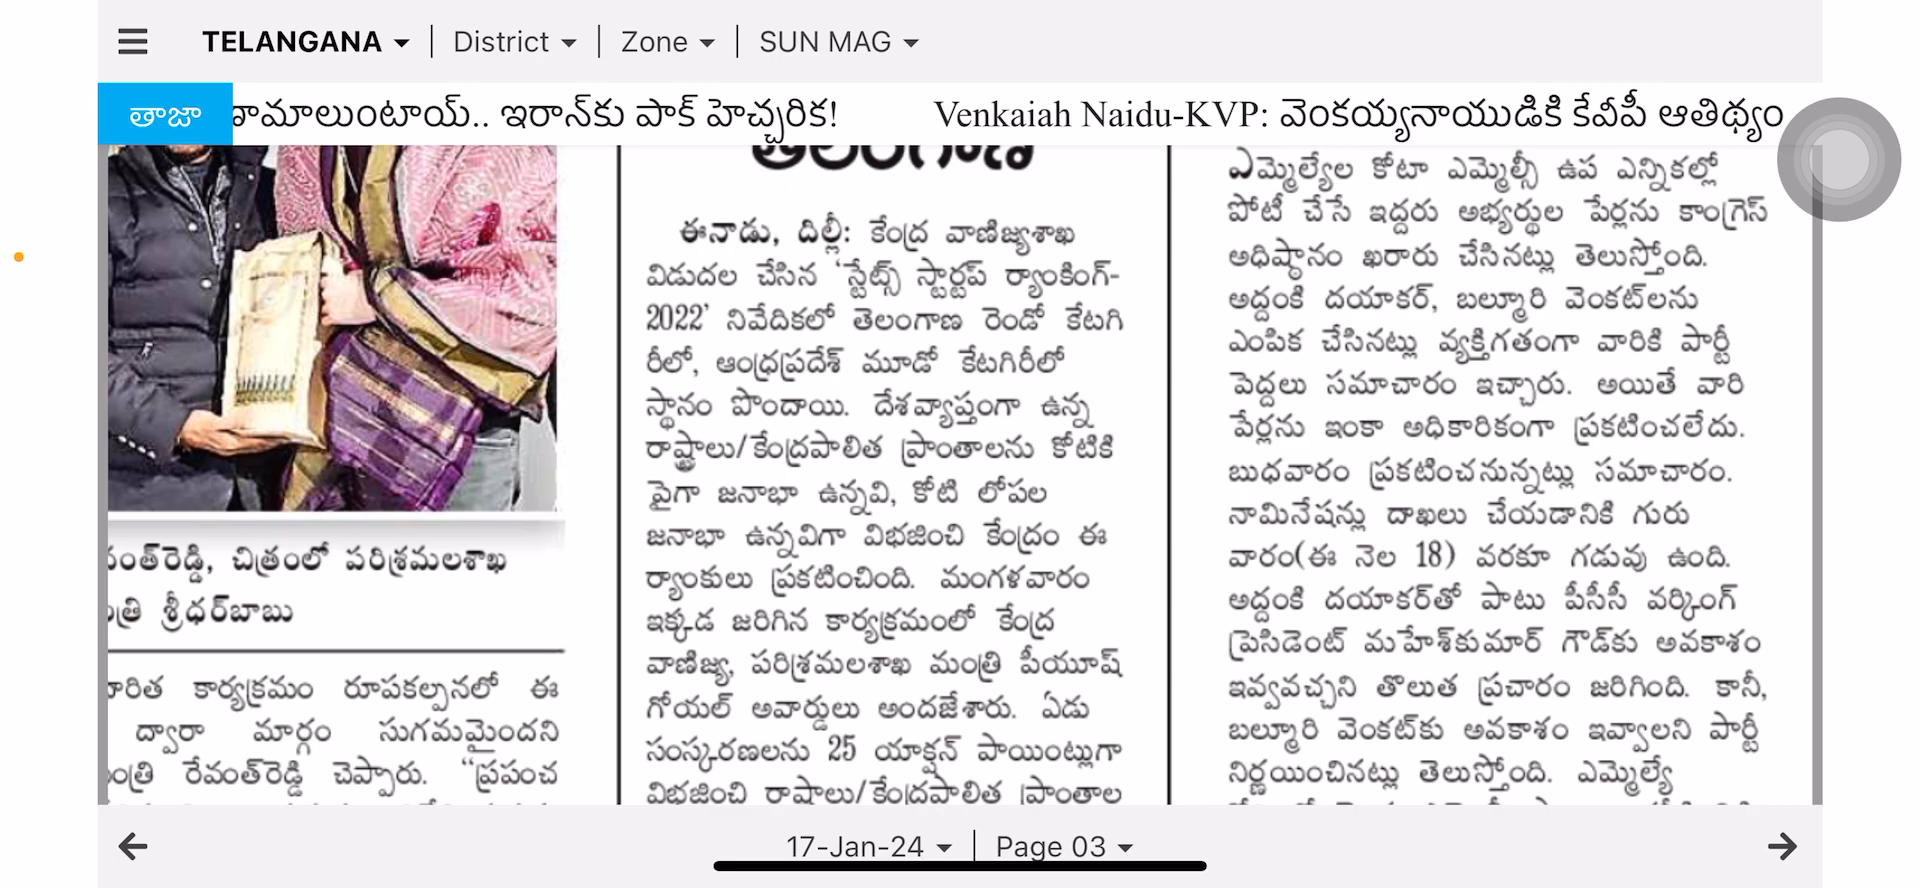 TELANGANA | District | Zone | SUN MAG
తాజా
ఇరాన్‌కు పాక్ హెచ్చరిక! Venkaiah Naidu-KVP: వెంకయ్యనాయుడికి కేవీపీ ఆతిథ్యం
చిత్రంలో పరిశ్రమలశాఖ
శ్రీధర్‌బాబు
కార్యక్రమం రూపకల్పనలో ఈ
ద్వారా మార్గం సుగమమైందని
రేవంత్‌రెడ్డి చెప్పారు. “ప్రపంచ
తెలంగాణ
ఈనాడు, దిల్లీ: కేంద్ర వాణిజ్యశాఖ
విడుదల చేసిన ‘స్టేట్స్ స్టార్టప్ ర్యాంకింగ్-
2022’ నివేదికలో తెలంగాణ రెండో కేటగి
రీలో, ఆంధ్రప్రదేశ్ మూడో కేటగిరీలో
స్థానం పొందాయి. దేశవ్యాప్తంగా ఉన్న
రాష్ట్రాలు/కేంద్రపాలిత ప్రాంతాలను కోటికి
పైగా జనాభా ఉన్నవి, కోటి లోపల
జనాభా ఉన్నవిగా విభజించి కేంద్రం ఈ
ర్యాంకులు ప్రకటించింది. మంగళవారం
ఇక్కడ జరిగిన కార్యక్రమంలో కేంద్ర
వాణిజ్య, పరిశ్రమలశాఖ మంత్రి పీయూష్
గోయల్ అవార్డులు అందజేశారు. ఏడు
సంస్కరణలను 25 యాక్షన్ పాయింట్లుగా
విభజించి రాష్ట్రాలు/కేంద్రపాలిత ప్రాంతాల
ఎమ్మెల్యేల కోటా ఎమ్మెల్సీ ఉప ఎన్నికల్లో
పోటీ చేసే ఇద్దరు అభ్యర్థుల పేర్లను కాంగ్రెస్
అధిష్ఠానం ఖరారు చేసినట్లు తెలుస్తోంది.
అద్దంకి దయాకర్, బల్మూరి వెంకట్‌లను
ఎంపిక చేసినట్లు వ్యక్తిగతంగా వారికి పార్టీ
పెద్దలు సమాచారం ఇచ్చారు. అయితే వారి
పేర్లను ఇంకా అధికారికంగా ప్రకటించలేదు.
బుధవారం ప్రకటించనున్నట్లు సమాచారం.
నామినేషన్లు దాఖలు చేయడానికి గురు
వారం(ఈ నెల 18) వరకూ గడువు ఉంది.
అద్దంకి దయాకర్‌తో పాటు పీసీసీ వర్కింగ్
ప్రెసిడెంట్ మహేశ్‌కుమార్ గౌడ్‌కు అవకాశం
ఇవ్వవచ్చని తొలుత ప్రచారం జరిగింది. కానీ,
బల్మూరి వెంకట్‌కు అవకాశం ఇవ్వాలని పార్టీ
నిర్ణయించినట్లు తెలుస్తోంది. ఎమ్మెల్యే
17-Jan-24 | Page 03